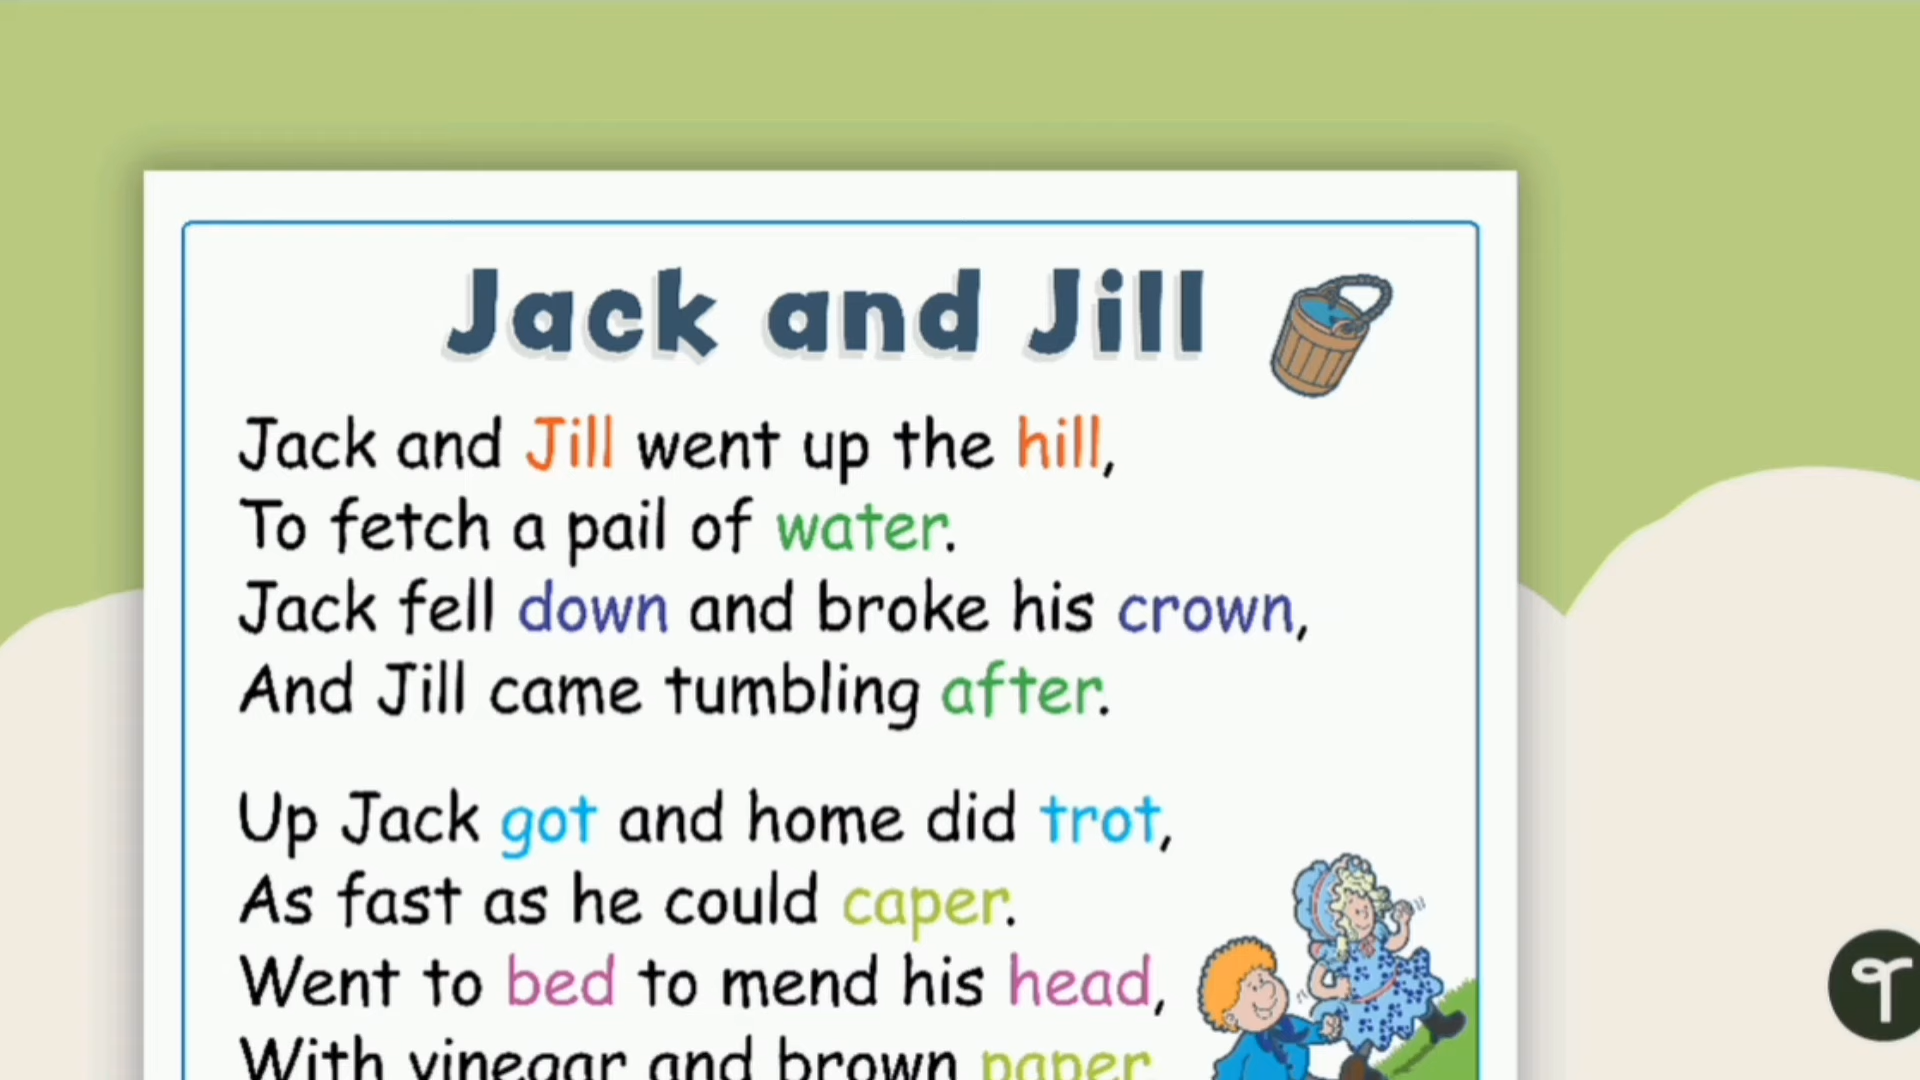 Jack and Jill
Jack and Jill went up the hill,
To fetch a pail of water.
Jack fell down and broke his crown,
And Jill came tumbling after.
Up Jack got and home did trot,
As fast as he could caper.
Went to bed to mend his head,
With vinegar and brown paper.